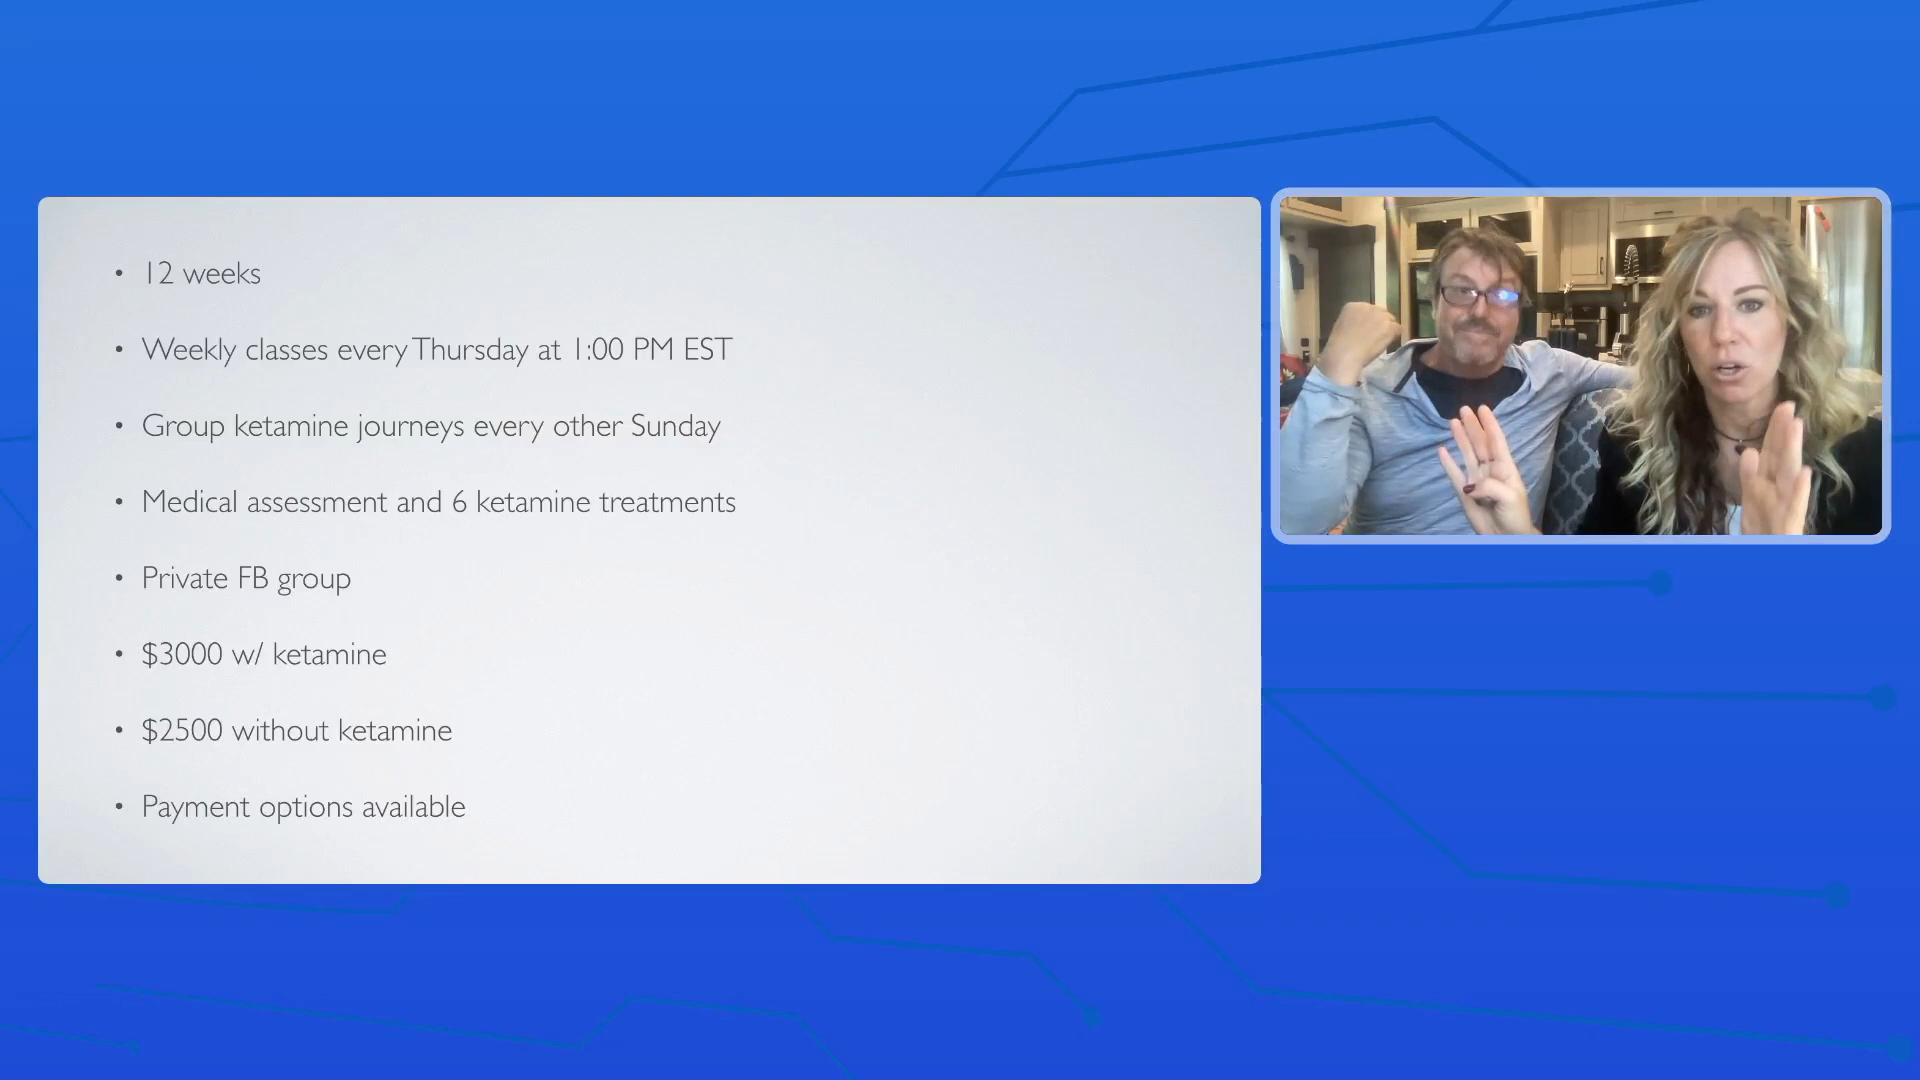 • 12 weeks
• Weekly classes every Thursday at 1:00 PM EST
• Group ketamine journeys every other Sunday
• Medical assessment and 6 ketamine treatments
• Private FB group
• $3000 w/ ketamine
• $2500 without ketamine
• Payment options available